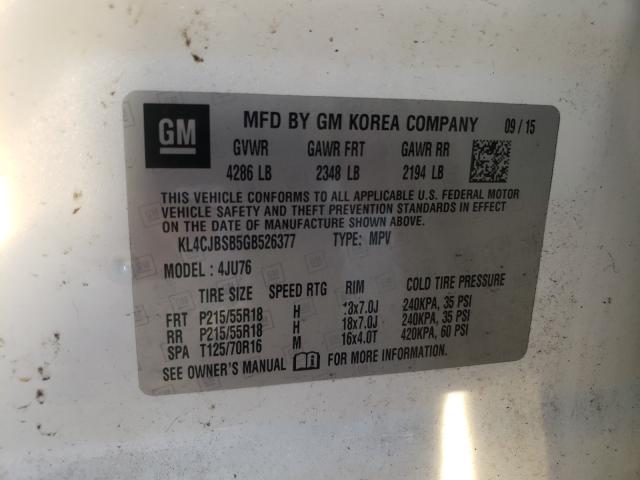 GM MFD BY GM KOREA COMPANY 09/15
GVWR GAWR FRT GAWR RR
4286 LB 2348 LB 2194 LB
THIS VEHICLE CONFORMS TO ALL APPLICABLE U.S. FEDERAL MOTOR
VEHICLE SAFETY AND THEFT PREVENTION STANDARDS IN EFFECT
ON THE DATE OF MANUFACTURE SHOWN ABOVE.
KL4CJBSB5GB526377 TYPE: MPV
MODEL : 4JU76
TIRE SIZE SPEED RTG RIM COLD TIRE PRESSURE
FRT P215/55R18 H 18x7.0J 240KPA, 35 PSI
RR P215/55R18 H 18x7.0J 240KPA, 35 PSI
SPA T125/70R16 M 16x4.0T 420KPA, 60 PSI
SEE OWNER'S MANUAL FOR MORE INFORMATION.